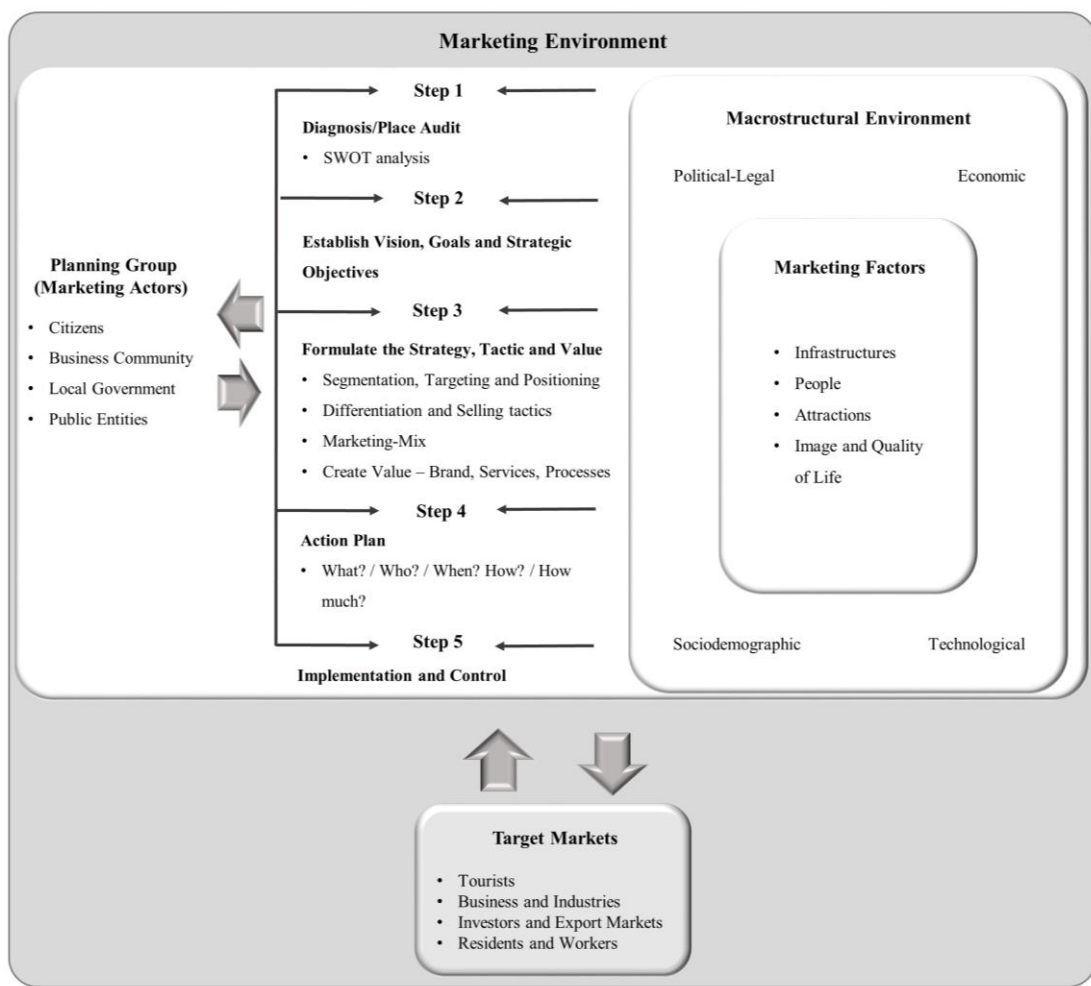 Marketing Environment
Planning Group
(Marketing Actors)
• Citizens
• Business Community
• Local Government
• Public Entities
Step 1
Diagnosis/Place Audit
• SWOT analysis
Step 2
Establish Vision, Goals and Strategic
Objectives
Step 3
Formulate the Strategy, Tactic and Value
• Segmentation, Targeting and Positioning
• Differentiation and Selling tactics
• Marketing-Mix
• Create Value – Brand, Services, Processes
Step 4
Action Plan
• What? / Who? / When? How? / How
much?
Step 5
Implementation and Control
Macrostructural Environment
Political-Legal
Economic
Marketing Factors
• Infrastructures
• People
• Attractions
• Image and Quality
of Life
Sociodemographic
Technological
Target Markets
• Tourists
• Business and Industries
• Investors and Export Markets
• Residents and Workers